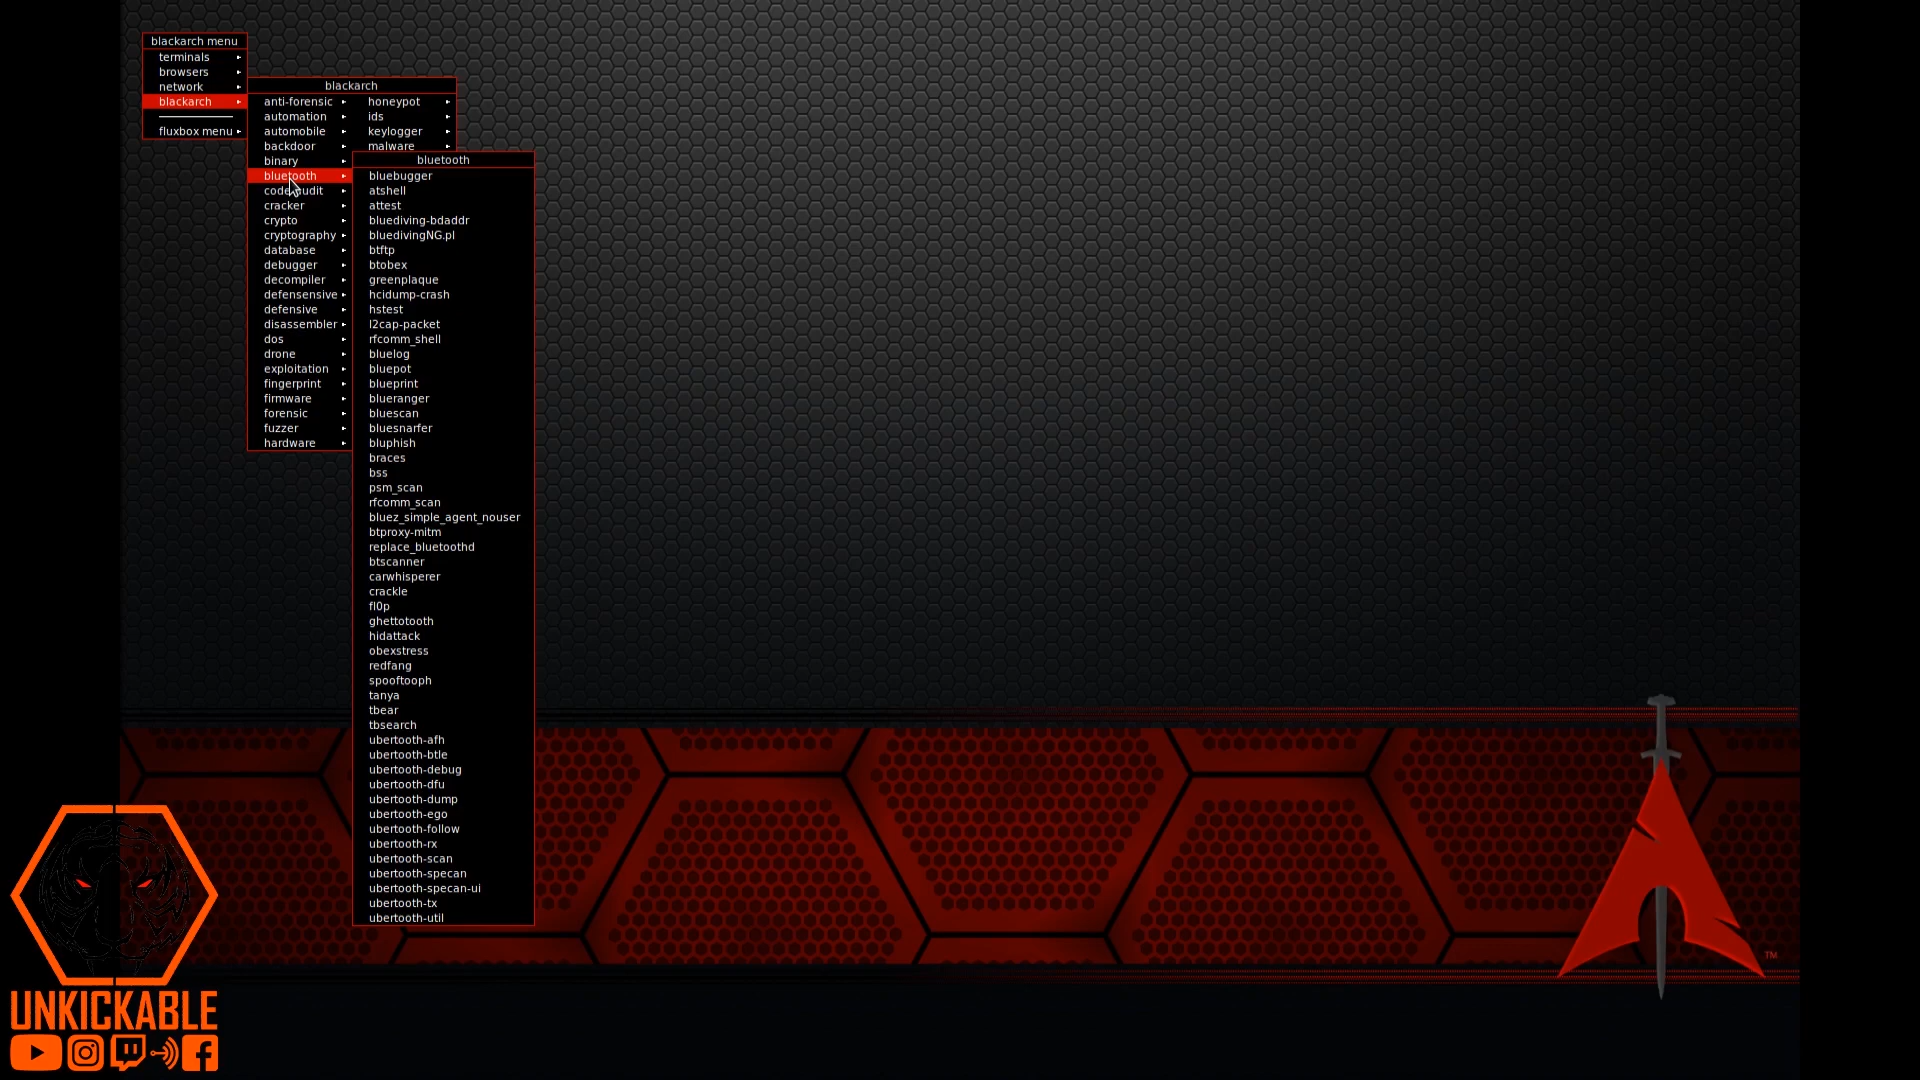 blackarch menu
terminals
browsers
network
blackarch
fluxbox menu
blackarch
anti-forensic
automation
automobile
backdoor
binary
bluetooth
code-audit
cracker
crypto
cryptography
database
debugger
decompiler
defensensive
defensive
disassembler
dos
drone
exploitation
fingerprint
firmware
forensic
fuzzer
hardware
honeypot
ids
keylogger
malware
bluetooth
bluebugger
atshell
attest
bluediving-bdaddr
bluedivingNG.pl
btftp
btobex
greenplaque
hcidump-crash
hstest
l2cap-packet
rfcomm_shell
bluelog
bluepot
blueprint
blueranger
bluescan
bluesnarfer
bluphish
braces
bss
psm_scan
rfcomm_scan
bluez_simple_agent_nouser
btproxy-mitm
replace_bluetoothd
btscanner
carwhisperer
crackle
fl0p
ghettotooth
hidattack
obexstress
redfang
spooftooph
tanya
tbear
tbsearch
ubertooth-afh
ubertooth-btle
ubertooth-debug
ubertooth-dfu
ubertooth-dump
ubertooth-ego
ubertooth-follow
ubertooth-rx
ubertooth-scan
ubertooth-specan
ubertooth-specan-ui
ubertooth-tx
ubertooth-util
TM
UNKICKABLE